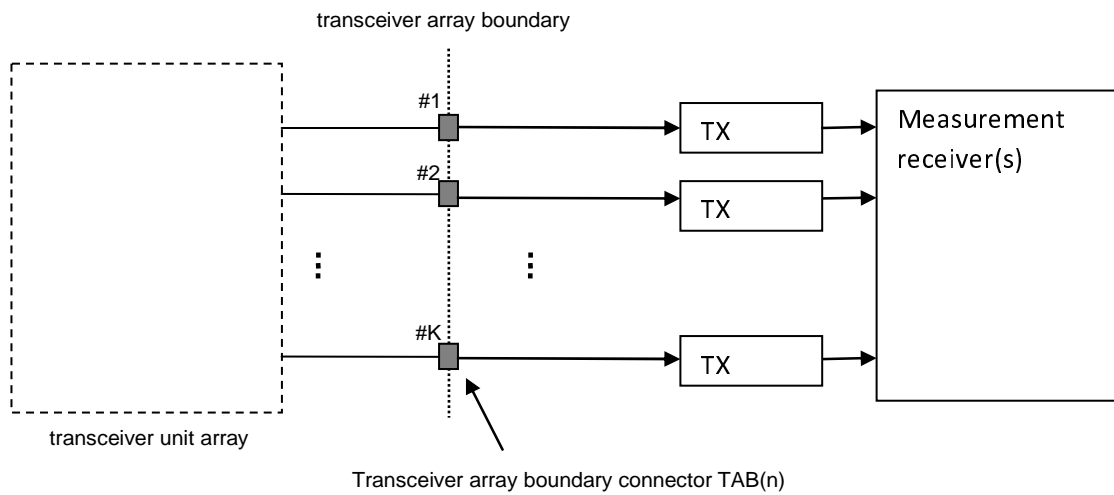 transceiver array boundary
#1
TX
Measurement
receiver(s)
#2
TX
#K
TX
transceiver unit array
Transceiver array boundary connector TAB(n)